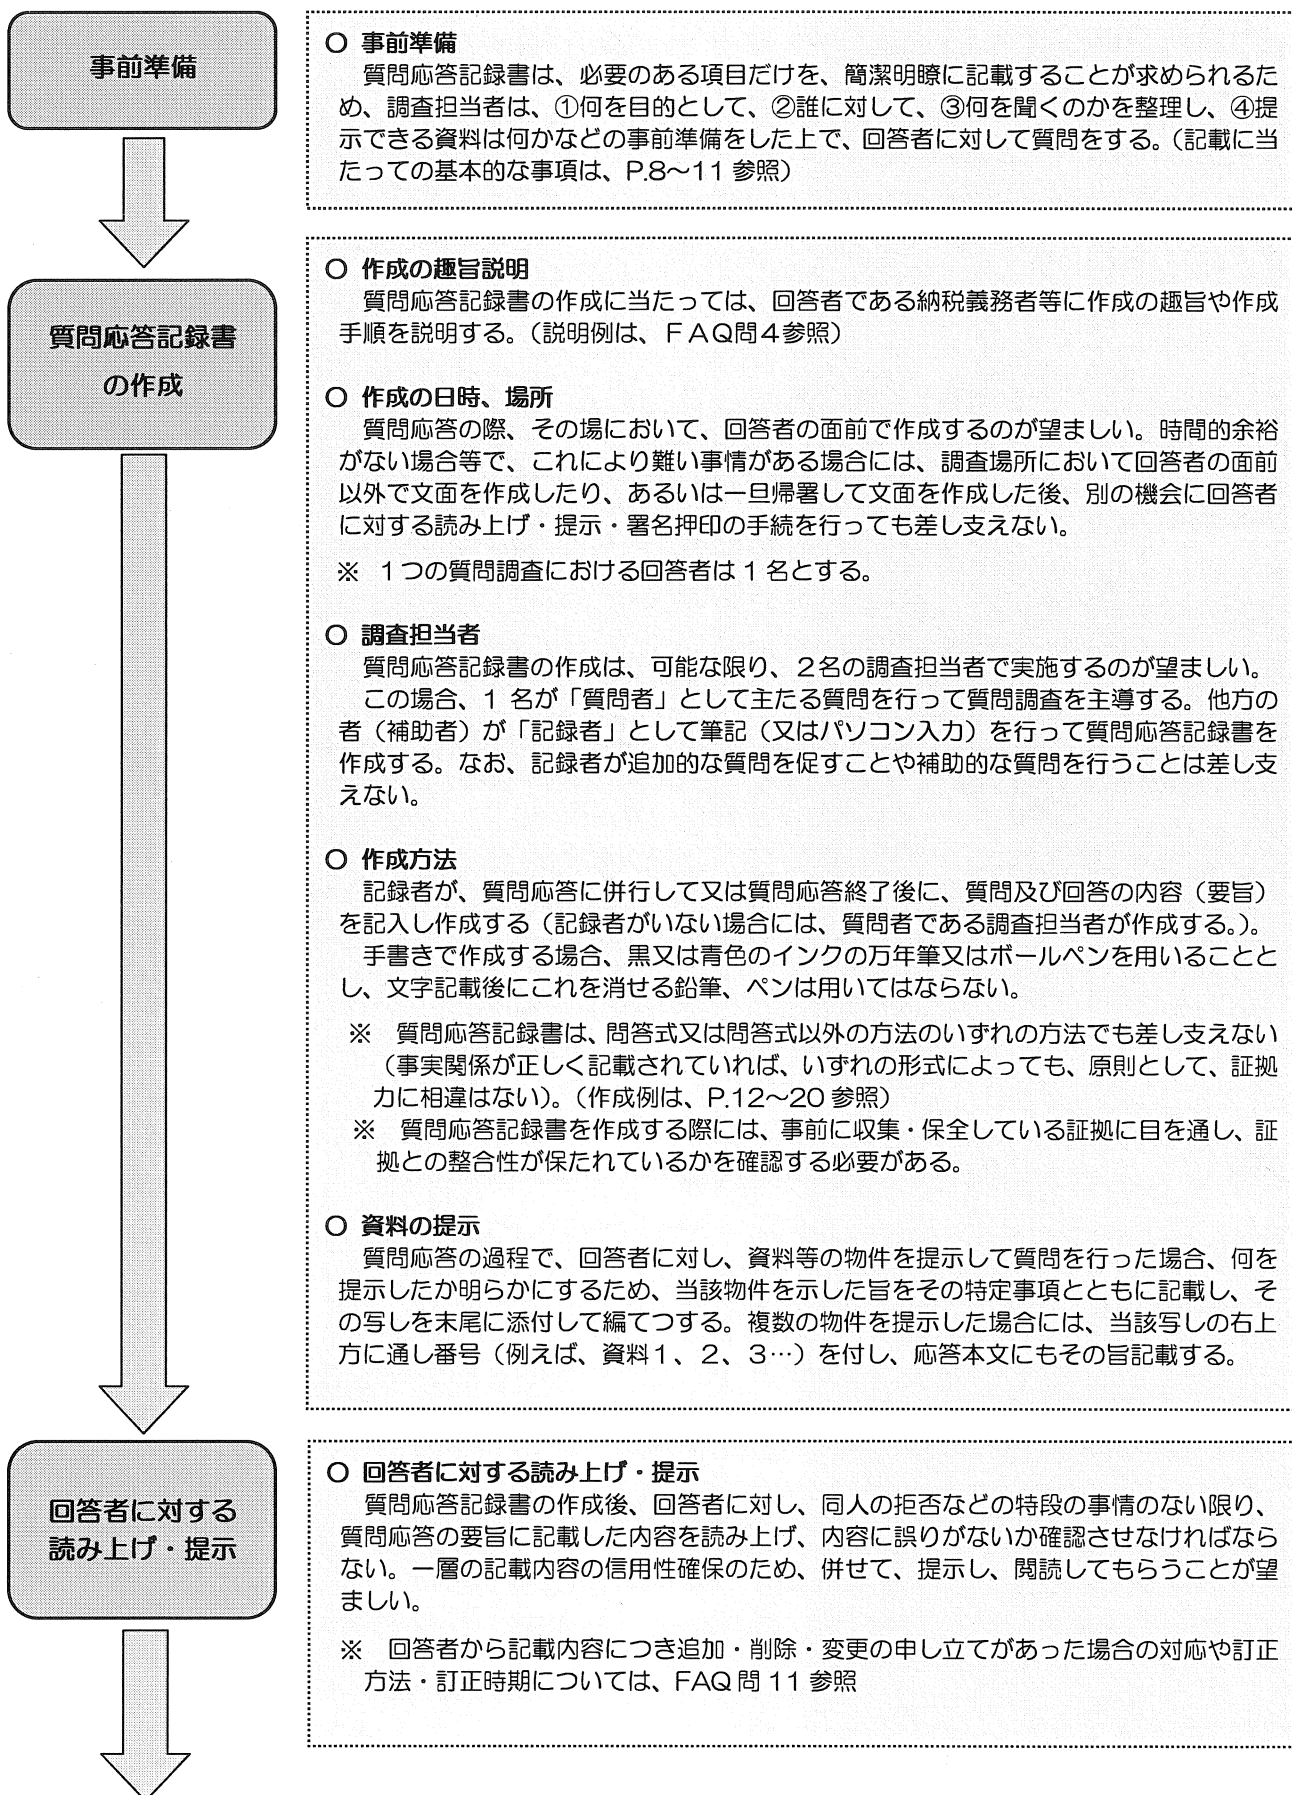 事前準備
○ 事前準備
質問応答記録書は、必要のある項目だけを、簡潔明瞭に記載することが求められるた
め、調査担当者は、①何を目的として、②誰に対して、③何を聞くのかを整理し、④提
示できる資料は何かなどの事前準備をした上で、回答者に対して質問をする。（記載に当
たっての基本的な事項は、P.8～11 参照）
質問応答記録書
の作成
○ 作成の趣旨説明
質問応答記録書の作成に当たっては、回答者である納税義務者等に作成の趣旨や作成
手順を説明する。（説明例は、ＦＡＱ問４参照）
○ 作成の日時、場所
質問応答の際、その場において、回答者の面前で作成するのが望ましい。時間的余裕
がない場合等で、これにより難い事情がある場合には、調査場所において回答者の面前
以外で文面を作成したり、あるいは一旦帰署して文面を作成した後、別の機会に回答者
に対する読み上げ・提示・署名押印の手続を行っても差し支えない。
※ １つの質問調査における回答者は１名とする。
○ 調査担当者
質問応答記録書の作成は、可能な限り、２名の調査担当者で実施するのが望ましい。
この場合、１ 名が「質問者」として主たる質問を行って質問調査を主導する。他方の
者（補助者）が「記録者」として筆記（又はパソコン入力）を行って質問応答記録書を
作成する。なお、記録者が追加的な質問を促すことや補助的な質問を行うことは差し支
えない。
○ 作成方法
記録者が、質問応答に併行して又は質問応答終了後に、質問及び回答の内容（要旨）
を記入し作成する（記録者がいない場合には、質問者である調査担当者が作成する。）。
手書きで作成する場合、黒又は青色のインクの万年筆又はボールペンを用いることと
し、文字記載後にこれを消せる鉛筆、ペンは用いてはならない。
※ 質問応答記録書は、問答式又は問答式以外の方法のいずれの方法でも差し支えない
（事実関係が正しく記載されていれば、いずれの形式によっても、原則として、証拠
力に相違はない）。（作成例は、P.12～20 参照）
※ 質問応答記録書を作成する際には、事前に収集・保全している証拠に目を通し、証
拠との整合性が保たれているかを確認する必要がある。
○ 資料の提示
質問応答の過程で、回答者に対し、資料等の物件を提示して質問を行った場合、何を
提示したか明らかにするため、当該物件を示した旨をその特定事項とともに記載し、そ
の写しを末尾に添付して編てつする。複数の物件を提示した場合には、当該写しの右上
方に通し番号（例えば、資料１、２、３…）を付し、応答本文にもその旨記載する。
回答者に対する
読み上げ・提示
○ 回答者に対する読み上げ・提示
質問応答記録書の作成後、回答者に対し、同人の拒否などの特段の事情のない限り、
質問応答の要旨に記載した内容を読み上げ、内容に誤りがないか確認させなければなら
ない。一層の記載内容の信用性確保のため、併せて、提示し、閲読してもらうことが望
ましい。
※ 回答者から記載内容につき追加・削除・変更の申し立てがあった場合の対応や訂正
方法・訂正時期については、FAQ 問 11 参照